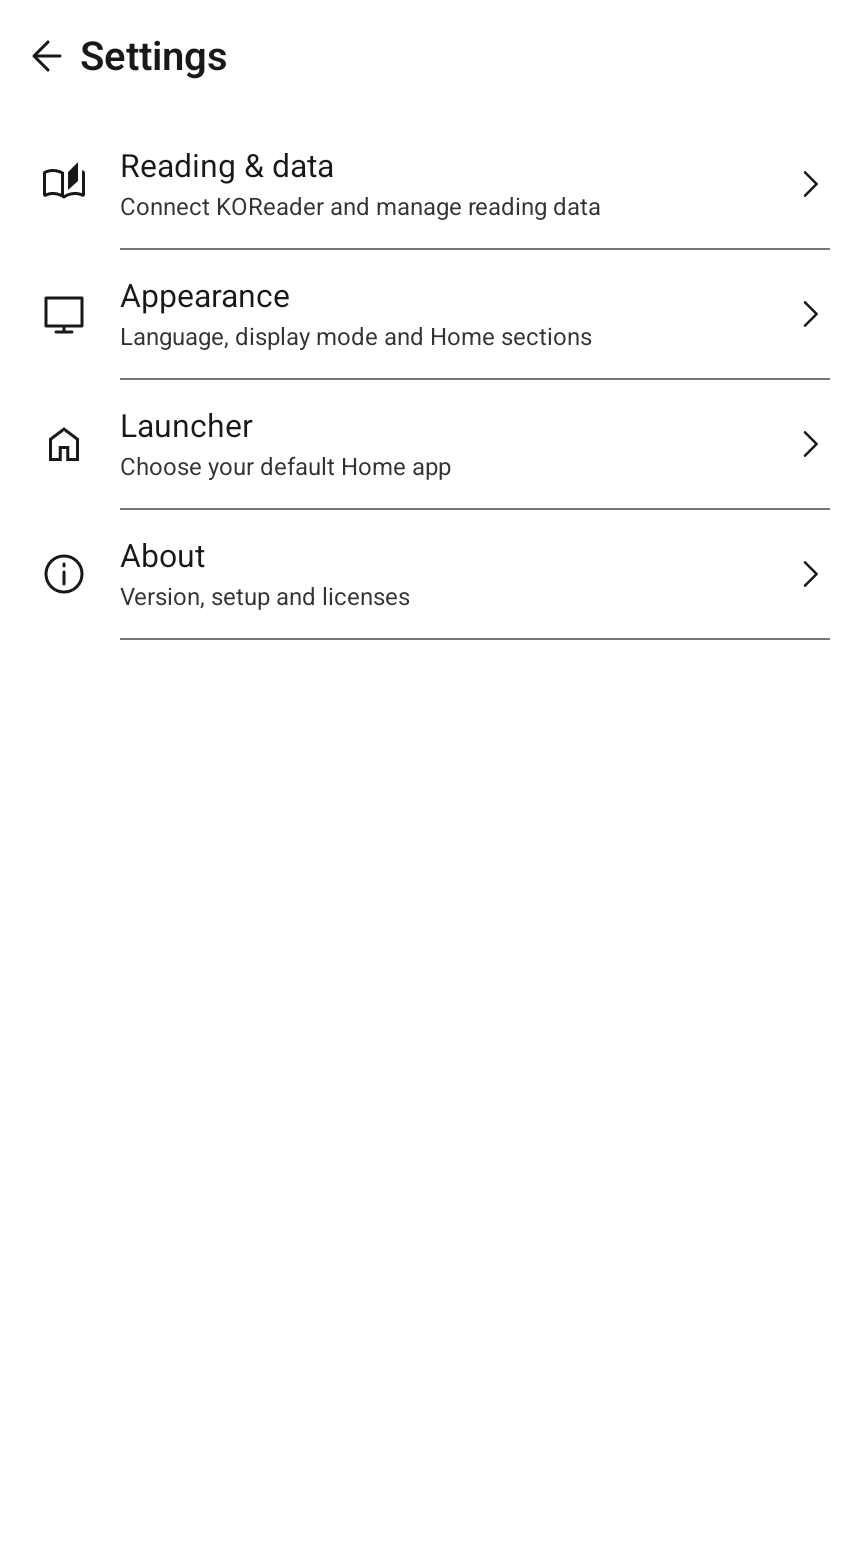 Settings
Reading & data
Connect KOReader and manage reading data
Appearance
Language, display mode and Home sections
Launcher
Choose your default Home app
About
Version, setup and licenses